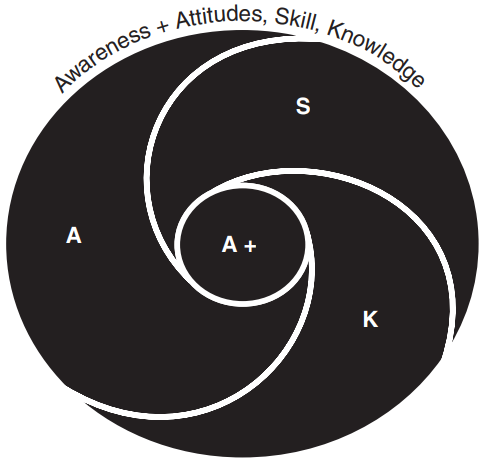 Awareness + Attitudes, Skill, Knowledge
S
A
A +
K